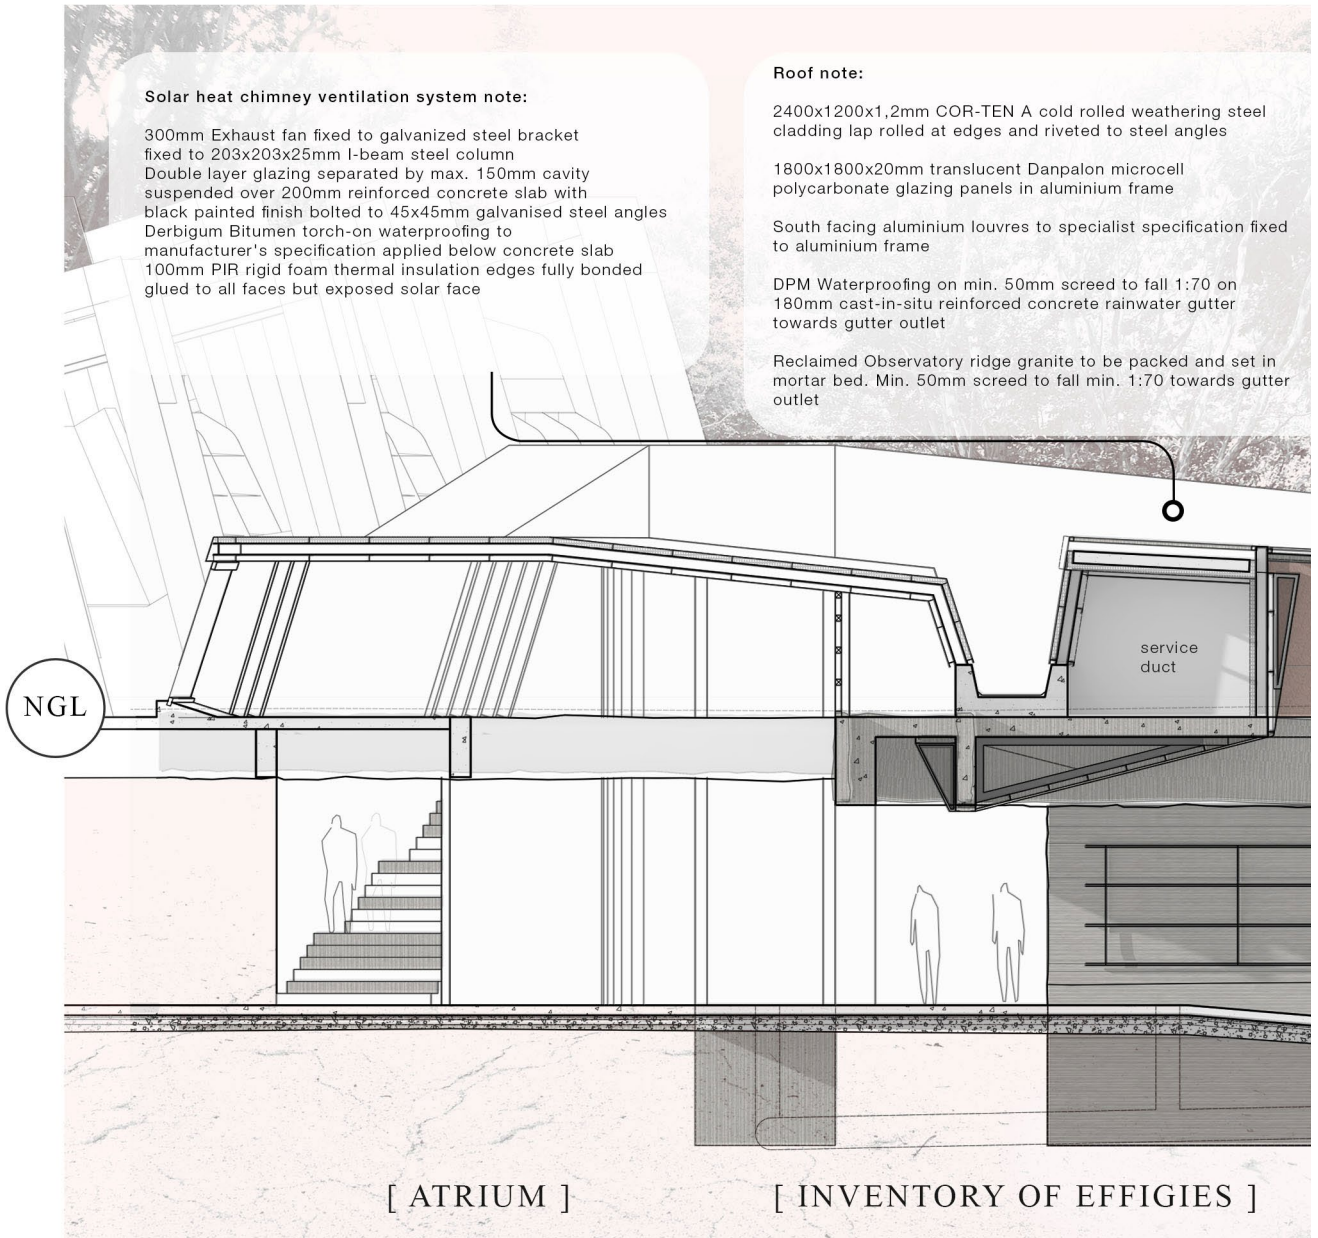 Solar heat chimney ventilation system note:
300mm Exhaust fan fixed to galvanized steel bracket
fixed to 203x203x25mm I-beam steel column
Double layer glazing separated by max. 150mm cavity
suspended over 200mm reinforced concrete slab with
black painted finish bolted to 45x45mm galvanised steel angles
Derbigum Bitumen torch-on waterproofing to
manufacturer's specification applied below concrete slab
100mm PIR rigid foam thermal insulation edges fully bonded
glued to all faces but exposed solar face
Roof note:
2400x1200x1,2mm COR-TEN A cold rolled weathering steel
cladding lap rolled at edges and riveted to steel angles
1800x1800x20mm translucent Danpalon microcell
polycarbonate glazing panels in aluminium frame
South facing aluminium louvres to specialist specification fixed
to aluminium frame
DPM Waterproofing on min. 50mm screed to fall 1:70 on
180mm cast-in-situ reinforced concrete rainwater gutter
towards gutter outlet
Reclaimed Observatory ridge granite to be packed and set in
mortar bed. Min. 50mm screed to fall min. 1:70 towards gutter
outlet
service
duct
NGL
[ ATRIUM ]
[ INVENTORY OF EFFIGIES ]